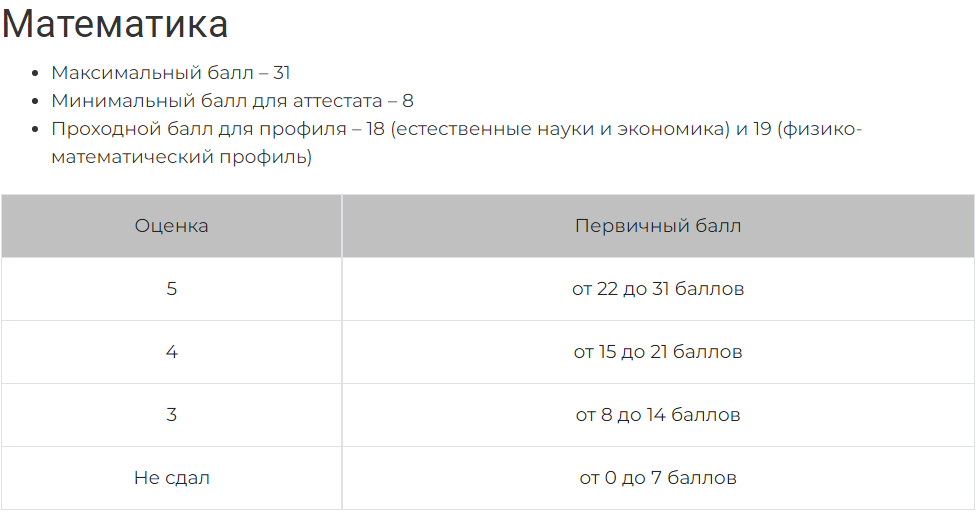 Математика
Максимальный балл – 31
Минимальный балл для аттестата – 8
Проходной балл для профиля – 18 (естественные науки и экономика) и 19 (физико-
математический профиль)
Оценка Первичный балл
5 от 22 до 31 баллов
4 от 15 до 21 баллов
3 от 8 до 14 баллов
Не сдал от 0 до 7 баллов